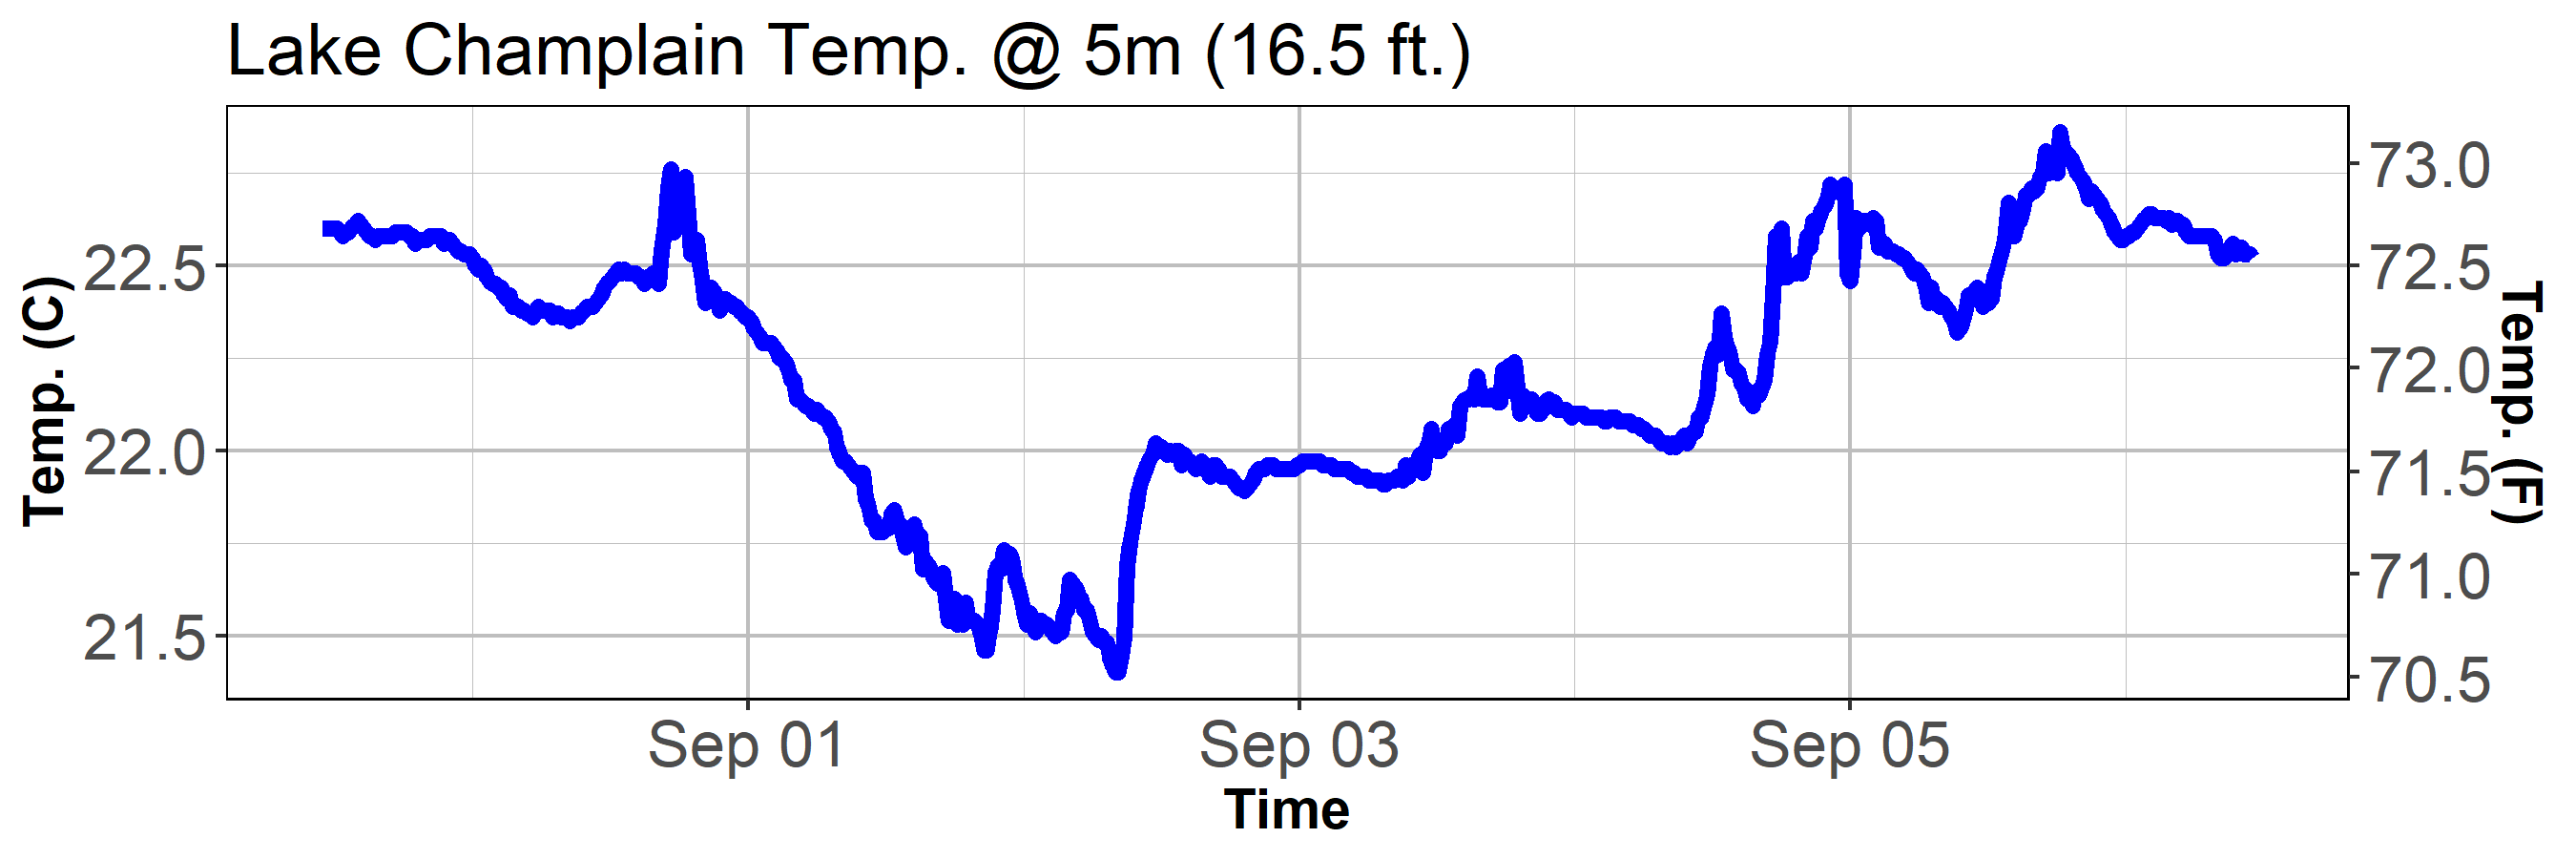 Lake Champlain Temp. @ 5m (16.5 ft.)
Temp. (C)
22.5
22.0
21.5
73.0
72.5
72.0
71.5
71.0
70.5
Temp. (F)
Sep 01
Sep 03
Sep 05
Time